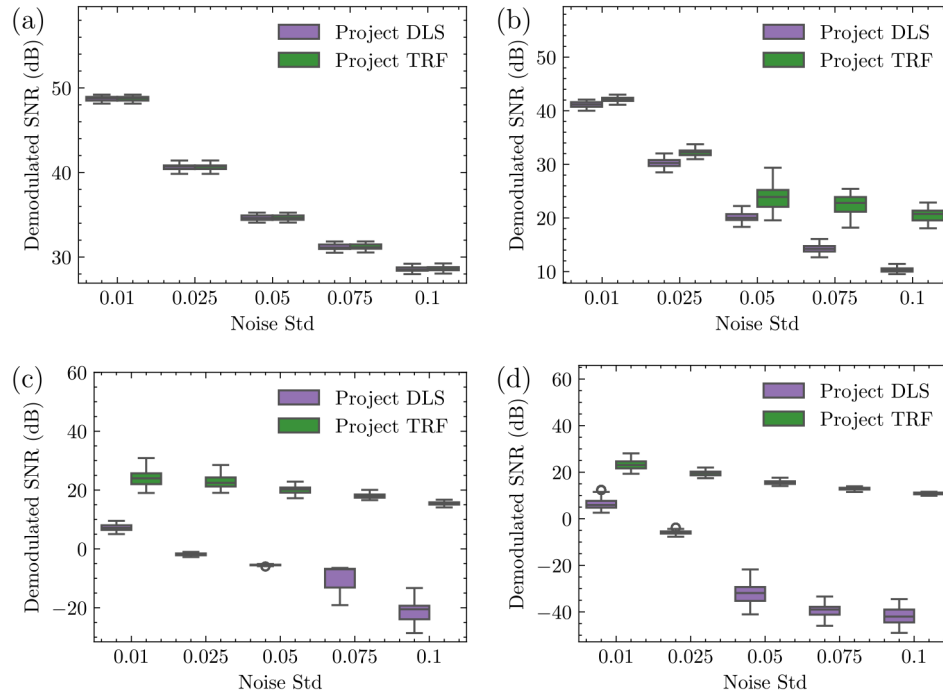 (a)
Project DLS
Project TRF
Demodulated SNR (dB)
50
40
30
0.01 0.025 0.05 0.075 0.1
Noise Std
(b)
Project DLS
Project TRF
Demodulated SNR (dB)
50
40
30
20
10
0.01 0.025 0.05 0.075 0.1
Noise Std
(c)
Project DLS
Project TRF
Demodulated SNR (dB)
60
40
20
0
−20
0.01 0.025 0.05 0.075 0.1
Noise Std
(d)
Project DLS
Project TRF
Demodulated SNR (dB)
60
40
20
0
−20
−40
0.01 0.025 0.05 0.075 0.1
Noise Std